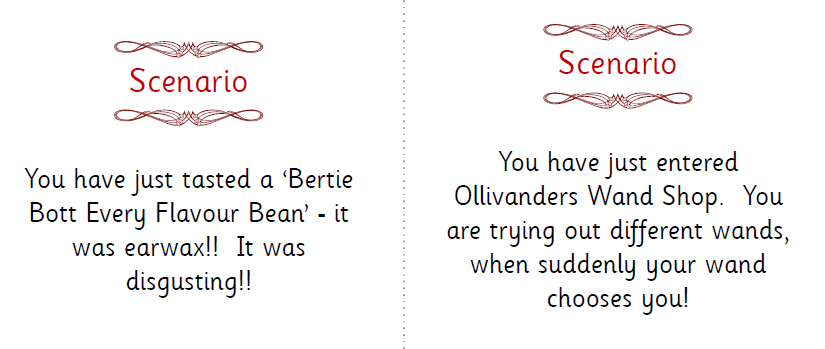 Scenario
You have just tasted a ‘Bertie
Bott Every Flavour Bean’ - it
was earwax!!  It was
disgusting!!
Scenario
You have just entered
Ollivanders Wand Shop.  You
are trying out different wands,
when suddenly your wand
chooses you!